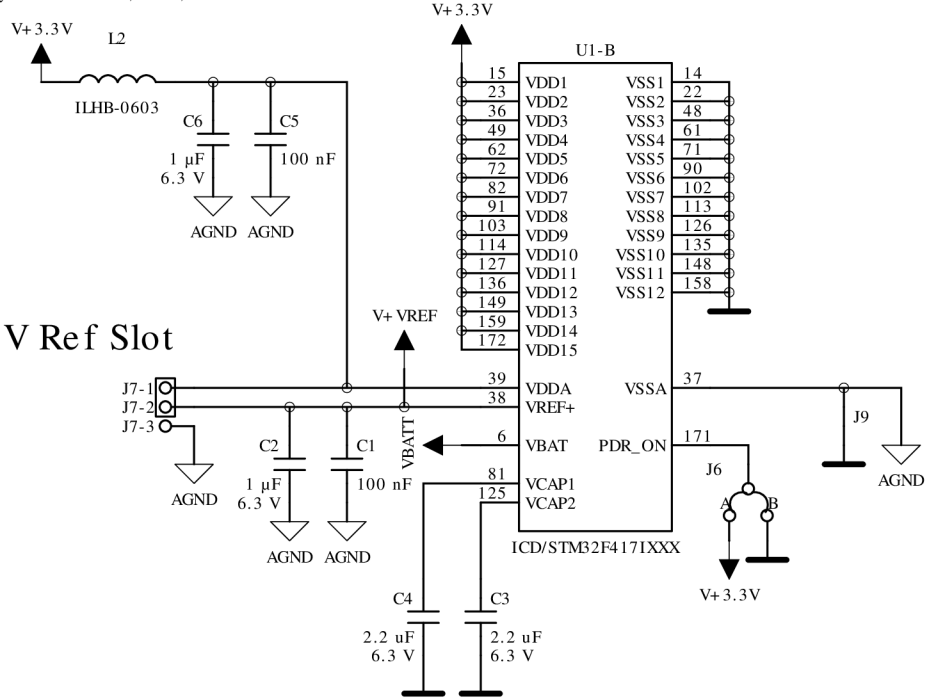 V+3.3V
L2
ILHB-0603
C6
1 µF
6.3 V
C5
100 nF
AGND
AGND
V+3.3V
U1-B
15 VDD1 VSS1 14
23 VDD2 VSS2 22
36 VDD3 VSS3 48
49 VDD4 VSS4 61
62 VDD5 VSS5 71
72 VDD6 VSS6 90
82 VDD7 VSS7 102
91 VDD8 VSS8 113
103 VDD9 VSS9 126
114 VDD10 VSS10 135
127 VDD11 VSS11 148
136 VDD12 VSS12 158
149 VDD13
159 VDD14
172 VDD15
39 VDDA VSSA 37
38 VREF+
6 VBAT PDR_ON 171
81 VCAP1
125 VCAP2
ICD/STM32F417IXXX
V+VREF
V Ref Slot
J7-1
J7-2
J7-3
AGND
C2
1 µF
6.3 V
C1
100 nF
AGND
AGND
VBATT
C4
2.2 uF
6.3 V
C3
2.2 uF
6.3 V
J9
AGND
J6
A
B
V+3.3V